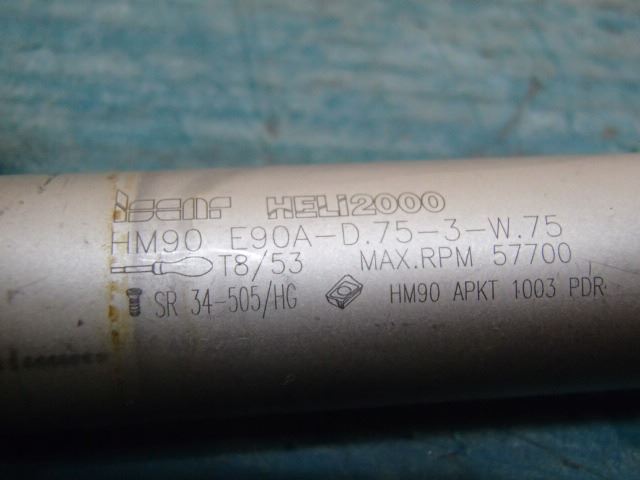 ISCAR HELI2000
HM90 E90A-D.75-3-W.75
T8/53 MAX.RPM 57700
SR 34-505/HG HM90 APKT 1003 PDR